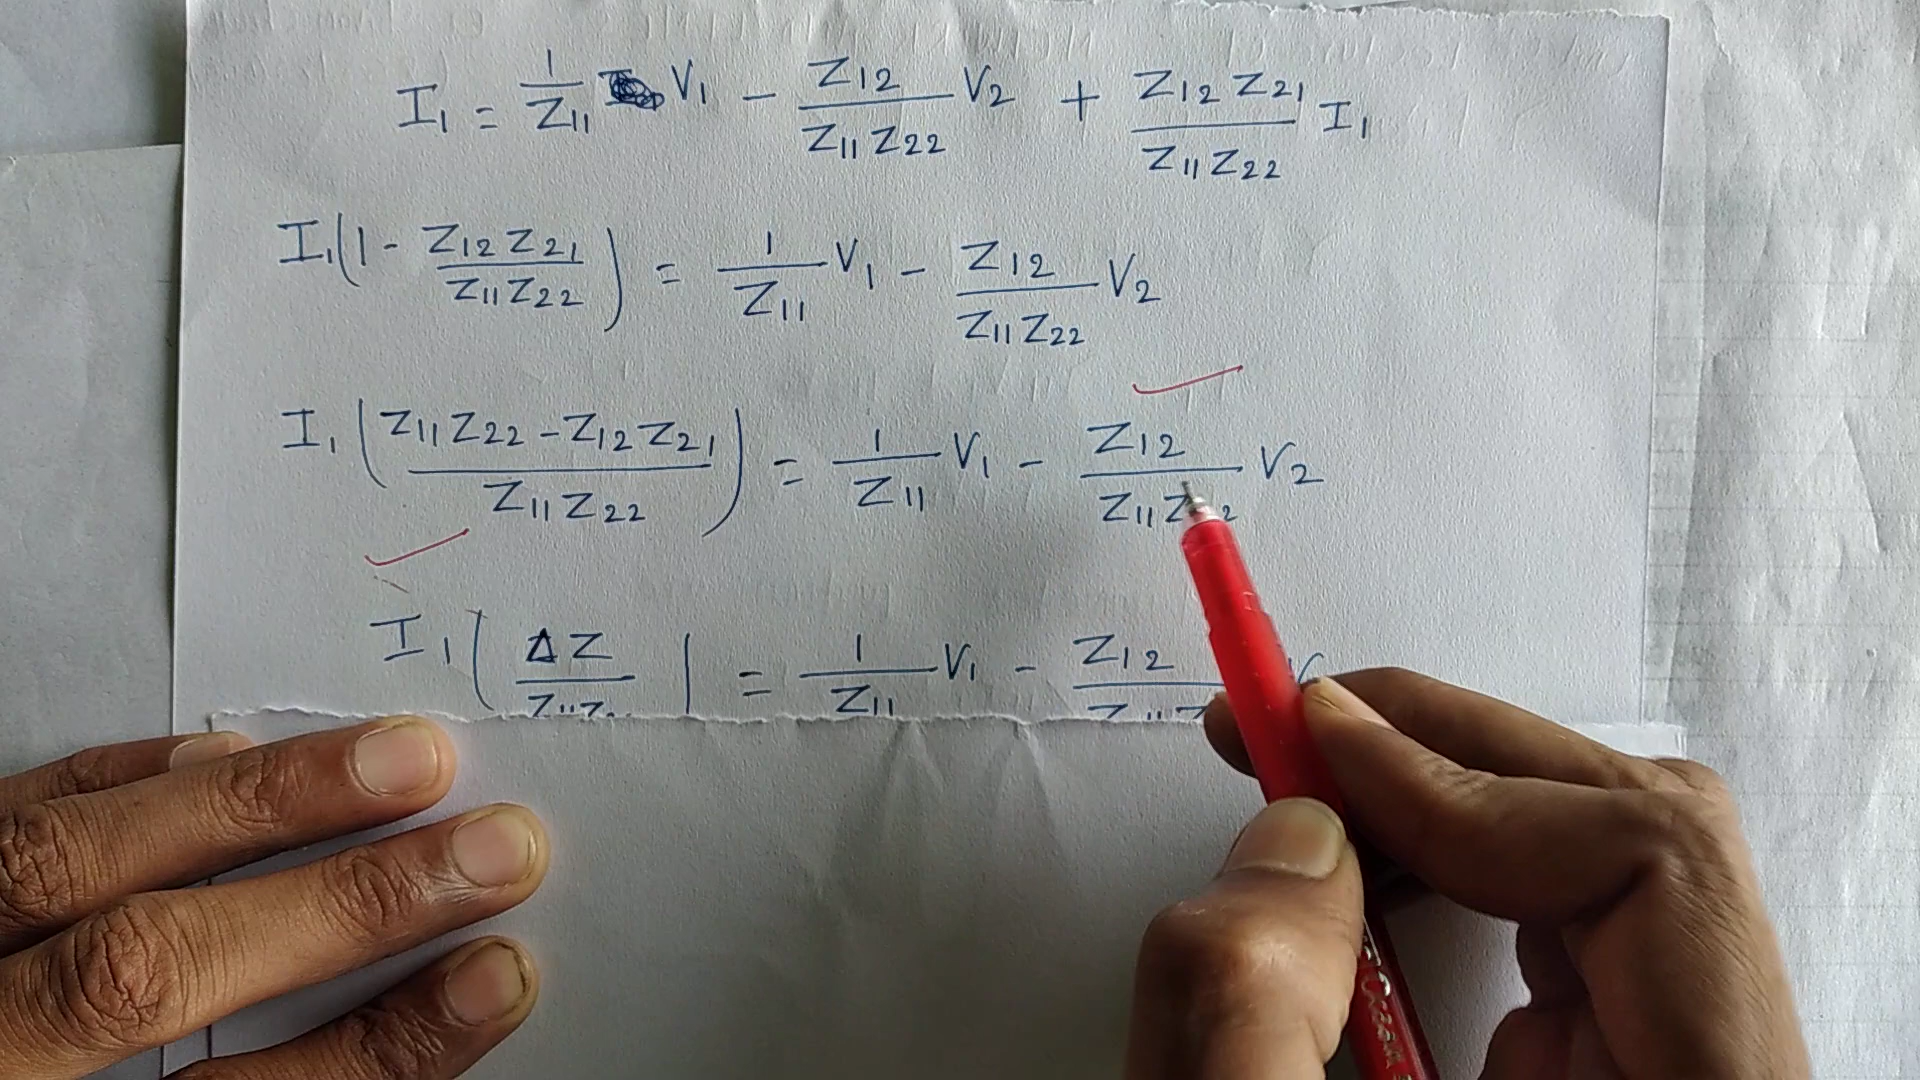 I₁ = 1/Z₁₁ V₁ − Z₁₂/Z₁₁Z₂₂ V₂ + Z₁₂Z₂₁/Z₁₁Z₂₂ I₁
I₁(1 - Z₁₂Z₂₁/Z₁₁Z₂₂) = 1/Z₁₁ V₁ − Z₁₂/Z₁₁Z₂₂ V₂
I₁(Z₁₁Z₂₂ − Z₁₂Z₂₁/Z₁₁Z₂₂) = 1/Z₁₁ V₁ − Z₁₂/Z₁₁Z₂₂ V₂
I₁(ΔZ/Z₁₁Z = 1/Z₁₁ V₁ − Z₁₂